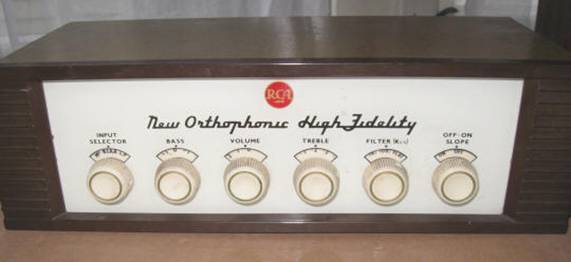 RCA
New Orthophonic High Fidelity
INPUT SELECTOR
BASS
VOLUME
TREBLE
FILTER (Kc/s)
OFF-ON SLOPE